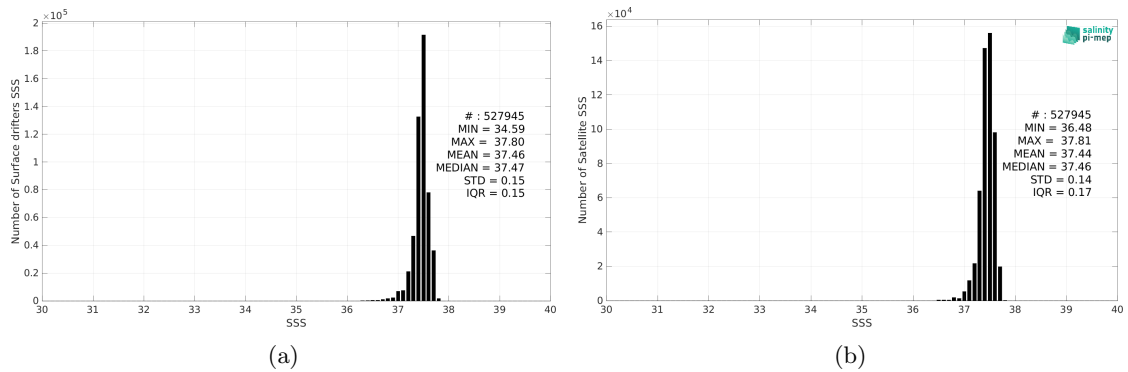 ×10^5
2
1.8
1.6
1.4
1.2
1
0.8
0.6
0.4
0.2
0
Number of Surface drifters SSS
# : 527945
MIN = 34.59
MAX = 37.80
MEAN = 37.46
MEDIAN = 37.47
STD = 0.15
IQR = 0.15
30 31 32 33 34 35 36 37 38 39 40
SSS
(a)
×10^4
16
14
12
10
8
6
4
2
0
Number of Satellite SSS
salinity
pi-mep
# : 527945
MIN = 36.48
MAX = 37.81
MEAN = 37.44
MEDIAN = 37.46
STD = 0.14
IQR = 0.17
30 31 32 33 34 35 36 37 38 39 40
SSS
(b)